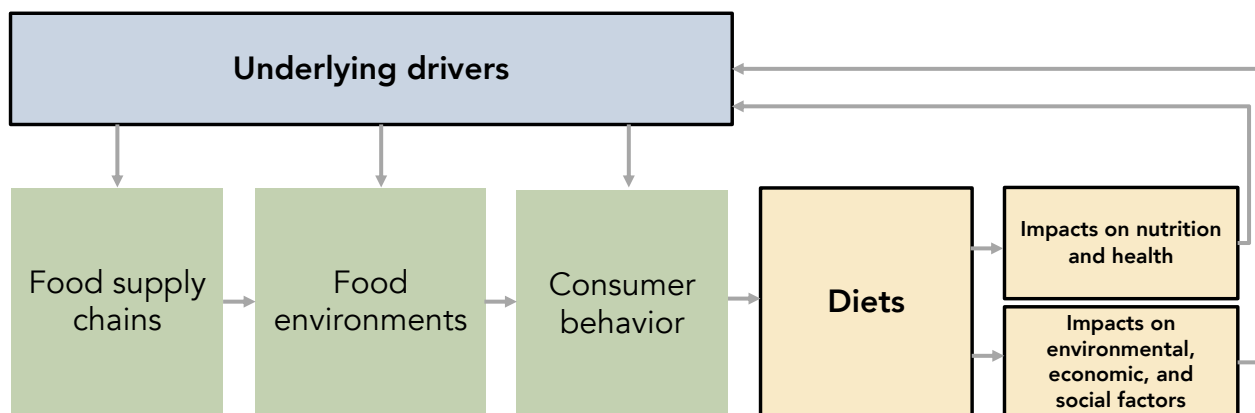 Underlying drivers
Food supply
chains
Food
environments
Consumer
behavior
Diets
Impacts on nutrition
and health
Impacts on
environmental,
economic, and
social factors